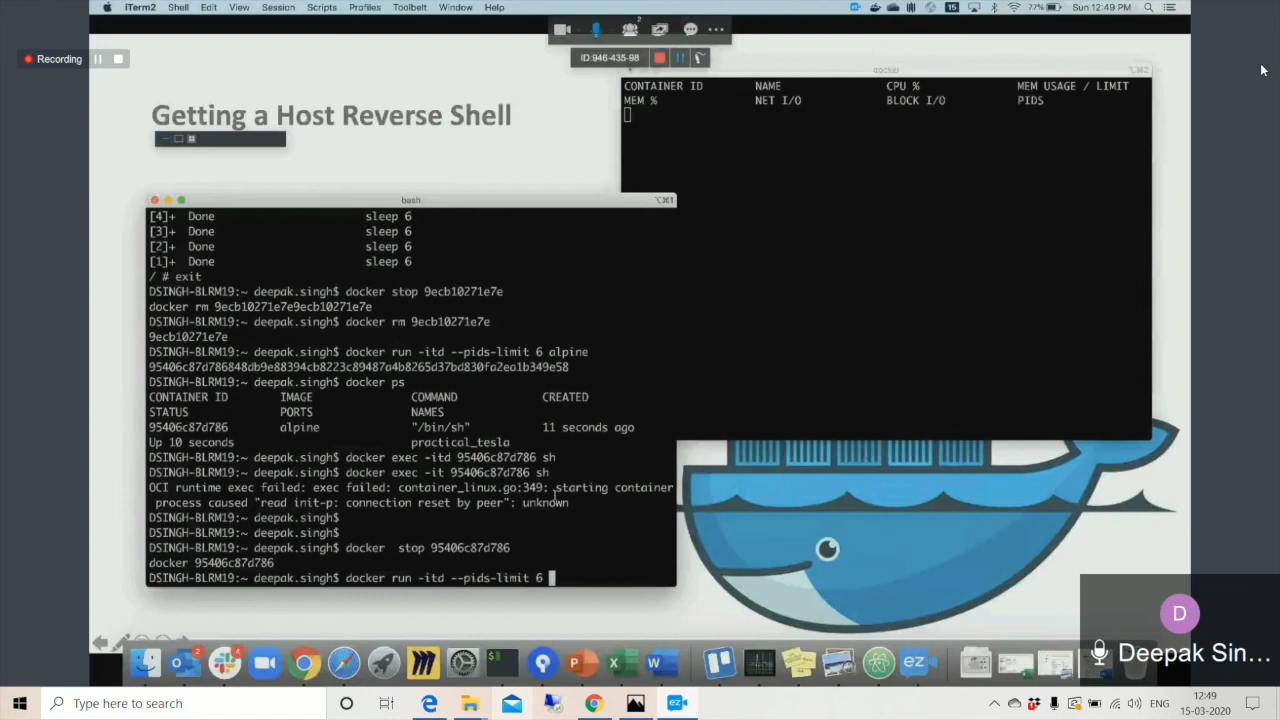 iTerm2 Shell Edit View Session Scripts Profiles Toolbelt Window Help
15 77% Sun 12:49 PM
2
Recording
ID:946-435-98
docker
⌥⌘2
CONTAINER ID NAME CPU % MEM USAGE / LIMIT
MEM % NET I/O BLOCK I/O PIDS
Getting a Host Reverse Shell
bash ⌥⌘1
[4]+ Done sleep 6
[3]+ Done sleep 6
[2]+ Done sleep 6
[1]+ Done sleep 6
/ # exit
DSINGH-BLRM19:~ deepak.singh$ docker stop 9ecb10271e7e
docker rm 9ecb10271e7e9ecb10271e7e
DSINGH-BLRM19:~ deepak.singh$ docker rm 9ecb10271e7e
9ecb10271e7e
DSINGH-BLRM19:~ deepak.singh$ docker run -itd --pids-limit 6 alpine
95406c87d786848db9e88394cb8223c89487a4b8265d37bd830fa2ea1b349e58
DSINGH-BLRM19:~ deepak.singh$ docker ps
CONTAINER ID IMAGE COMMAND CREATED
STATUS PORTS NAMES
95406c87d786 alpine "/bin/sh" 11 seconds ago
Up 10 seconds practical_tesla
DSINGH-BLRM19:~ deepak.singh$ docker exec -itd 95406c87d786 sh
DSINGH-BLRM19:~ deepak.singh$ docker exec -it 95406c87d786 sh
OCI runtime exec failed: exec failed: container_linux.go:349: starting container
process caused "read init-p: connection reset by peer": unknown
DSINGH-BLRM19:~ deepak.singh$
DSINGH-BLRM19:~ deepak.singh$
DSINGH-BLRM19:~ deepak.singh$ docker  stop 95406c87d786
docker 95406c87d786
DSINGH-BLRM19:~ deepak.singh$ docker run -itd --pids-limit 6
D
Deepak Sin...
Type here to search
ENG
12:49
15-03-2020